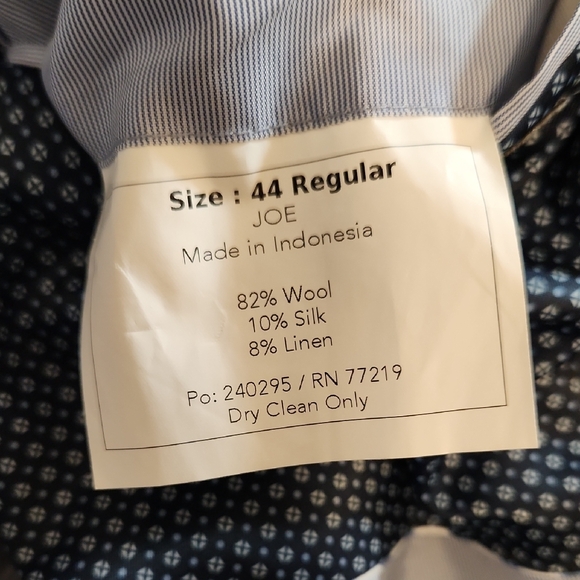 Size : 44 Regular
JOE
Made in Indonesia
82% Wool
10% Silk
8% Linen
Po: 240295 / RN 77219
Dry Clean Only